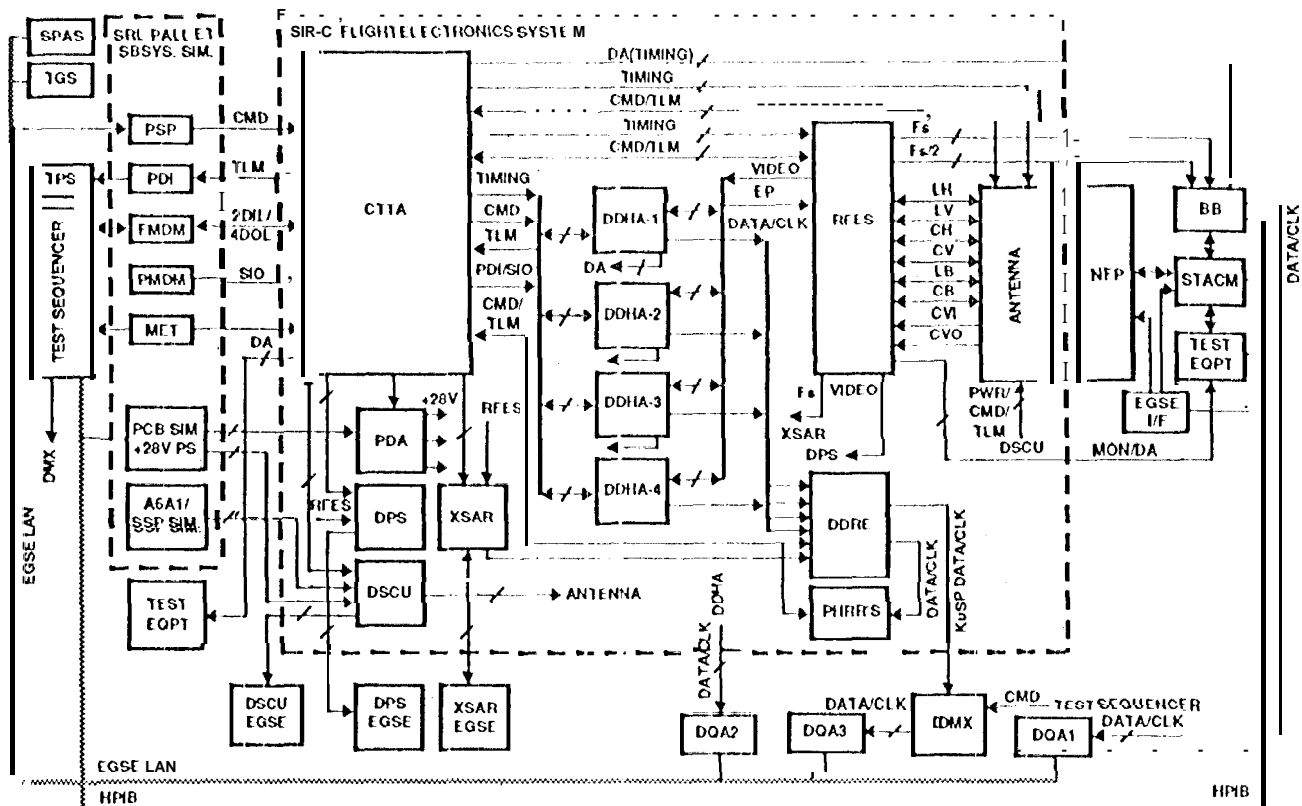 SPAS
TGS
SRL PALLET
SBSYS. SIM.
F
SIR-C FLIGHT ELECTRONICS SYSTEM
PSP
CMD
TPS
PDI
TLM
FMDM
2DIL/
4DOL
PMDM
SIO
MET
DA
TEST SEQUENCER
DMX
EGSE LAN
PCB SIM
+28V PS
A6A1/
SSP SIM.
TEST
EQPT
CTTA
DA(TIMING)
TIMING
CMD/TLM
TIMING
CMD/TLM
TIMING
CMD
TLM
PDI/SIO
CMD/
TLM
VIDEO
EP
DATA/CLK
DDHA-1
DA
DDHA-2
DDHA-3
DDHA-4
RFES
Fs
Fs/2
LH
LV
CH
CV
LB
CB
CVI
CVO
ANTENNA
PWR/
CMD/
TLM
DSCU
NFP
BB
STACM
TEST
EQPT
EGSE
I/F
MON/DA
DATA/CLK
Fs
VIDEO
XSAR
DPS
+28V
PDA
RFES
RFES
DPS
XSAR
DSCU
ANTENNA
DDRE
PHRRS
DATA/CLK
KuSP DATA/CLK
DATA/CLK DDHA
DSCU
EGSE
DPS
EGSE
XSAR
EGSE
DQA2
DQA3
DATA/CLK
DDMX
CMD
TEST SEQUENCER
DATA/CLK
DQA1
EGSE LAN
HPIB
HPIB